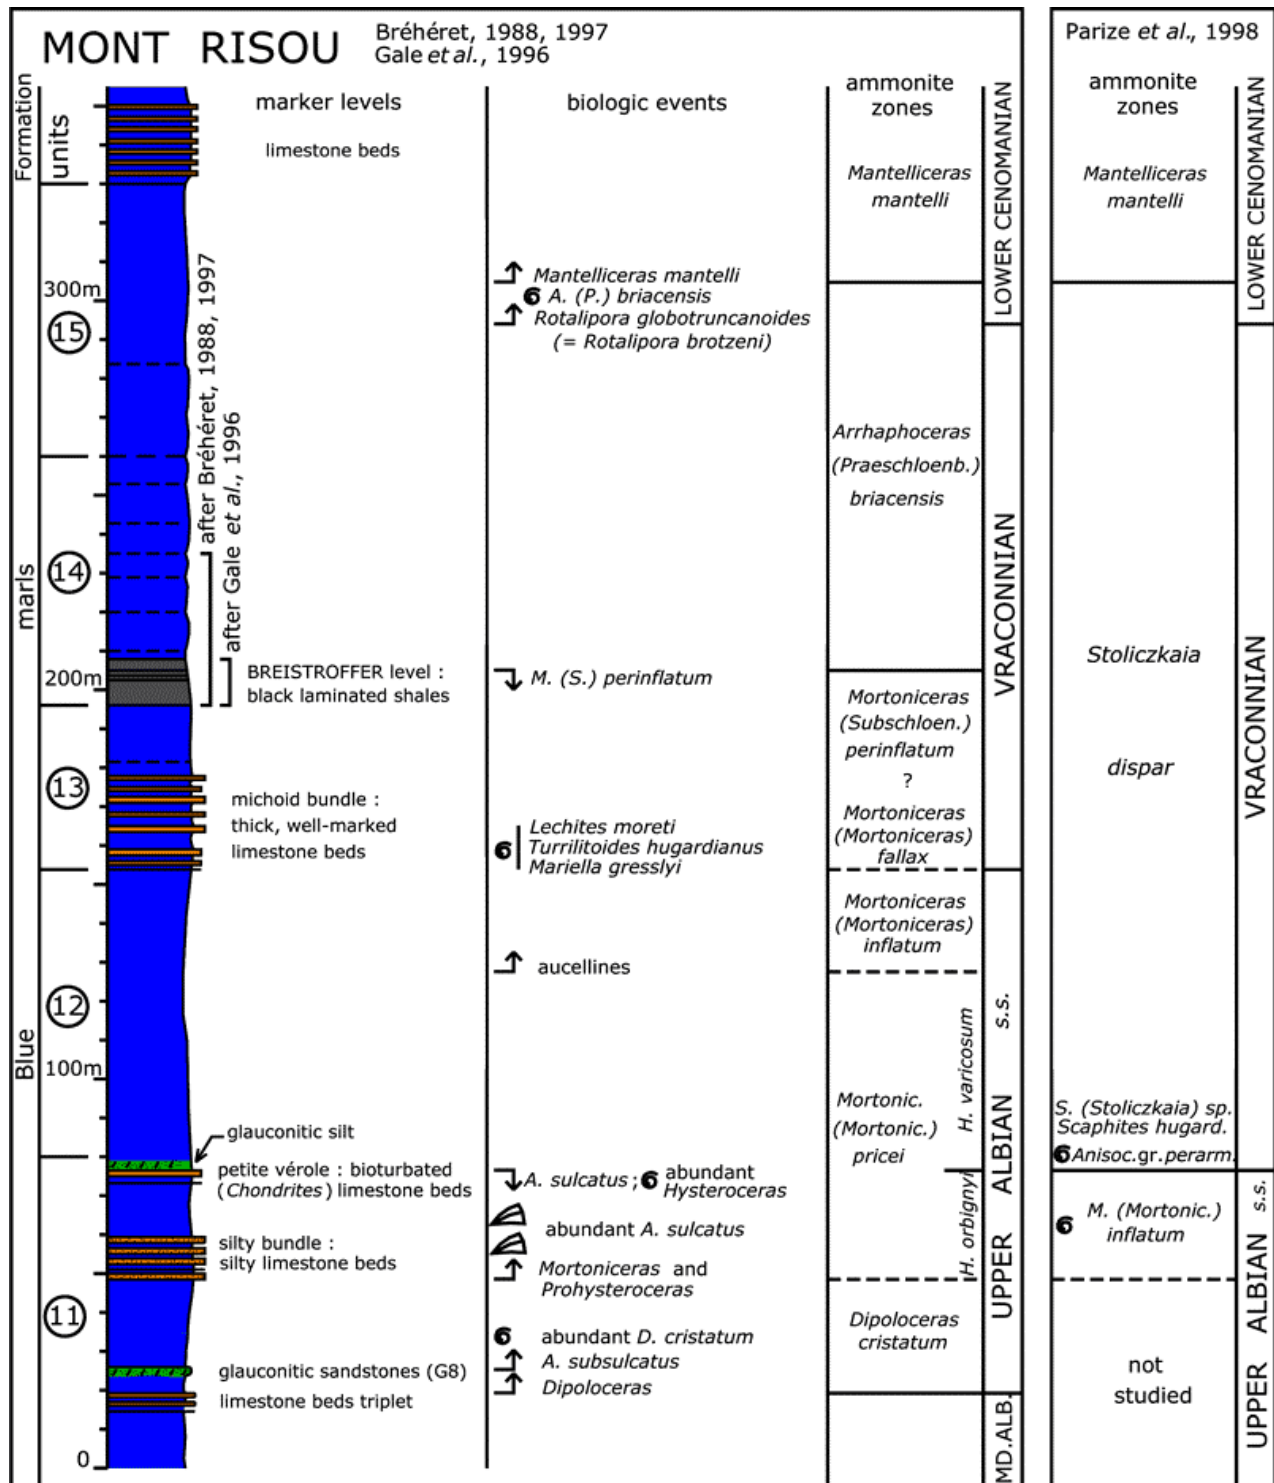 MONT RISOU
Bréhéret, 1988, 1997
Gale et al., 1996
Parize et al., 1998
Formation
units
marker levels
biologic events
ammonite
zones
ammonite
zones
limestone beds
Mantelliceras
mantelli
LOWER CENOMANIAN
Mantelliceras
mantelli
LOWER CENOMANIAN
300m
15
Mantelliceras mantelli
A. (P.) briacensis
Rotalipora globotruncanoides
(= Rotalipora brotzeni)
after Bréhéret, 1988, 1997
after Gale et al., 1996
Arrhaphoceras
(Praeschloenb.)
briacensis
VRACONNIAN
14
marls
Blue
200m
BREISTROFFER level :
black laminated shales
M. (S.) perinflatum
Mortoniceras
(Subschloen.)
perinflatum
?
Mortoniceras
(Mortoniceras)
fallax
Stoliczkaia
dispar
VRACONNIAN
13
michoid bundle :
thick, well-marked
limestone beds
Lechites moreti
Turrilitoides hugardianus
Mariella gresslyi
Mortoniceras
(Mortoniceras)
inflatum
aucellines
12
100m
Mortonic.
(Mortonic.)
pricei
H. varicosum
H. orbignyi
UPPER ALBIAN s.s.
S. (Stoliczkaia) sp.
Scaphites hugard.
Anisoc.gr.perarm.
glauconitic silt
petite vérole : bioturbated
(Chondrites) limestone beds
A. sulcatus ; abundant
Hysteroceras
abundant A. sulcatus
silty bundle :
silty limestone beds
Mortoniceras and
Prohysteroceras
M. (Mortonic.)
inflatum
UPPER ALBIAN s.s.
11
Dipoloceras
cristatum
abundant D. cristatum
A. subsulcatus
Dipoloceras
glauconitic sandstones (G8)
limestone beds triplet
not
studied
MD.ALB.
0